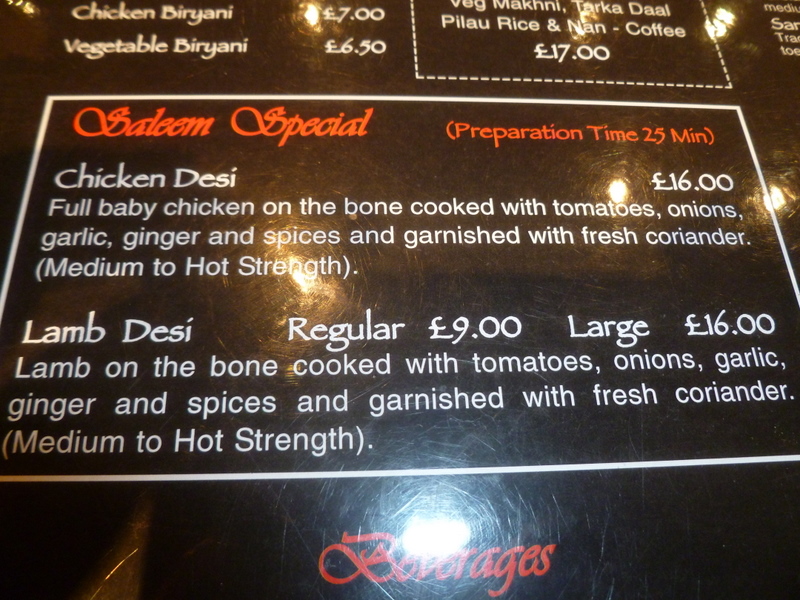 Chicken Biryani £7.00
Vegetable Biryani £6.50
Veg Makhni, Tarka Daal
Pilau Rice & Nan - Coffee
£17.00
Saleem Special (Preparation Time 25 Min)
Chicken Desi £16.00
Full baby chicken on the bone cooked with tomatoes, onions,
garlic, ginger and spices and garnished with fresh coriander.
(Medium to Hot Strength).
Lamb Desi Regular £9.00 Large £16.00
Lamb on the bone cooked with tomatoes, onions, garlic,
ginger and spices and garnished with fresh coriander.
(Medium to Hot Strength).
Beverages